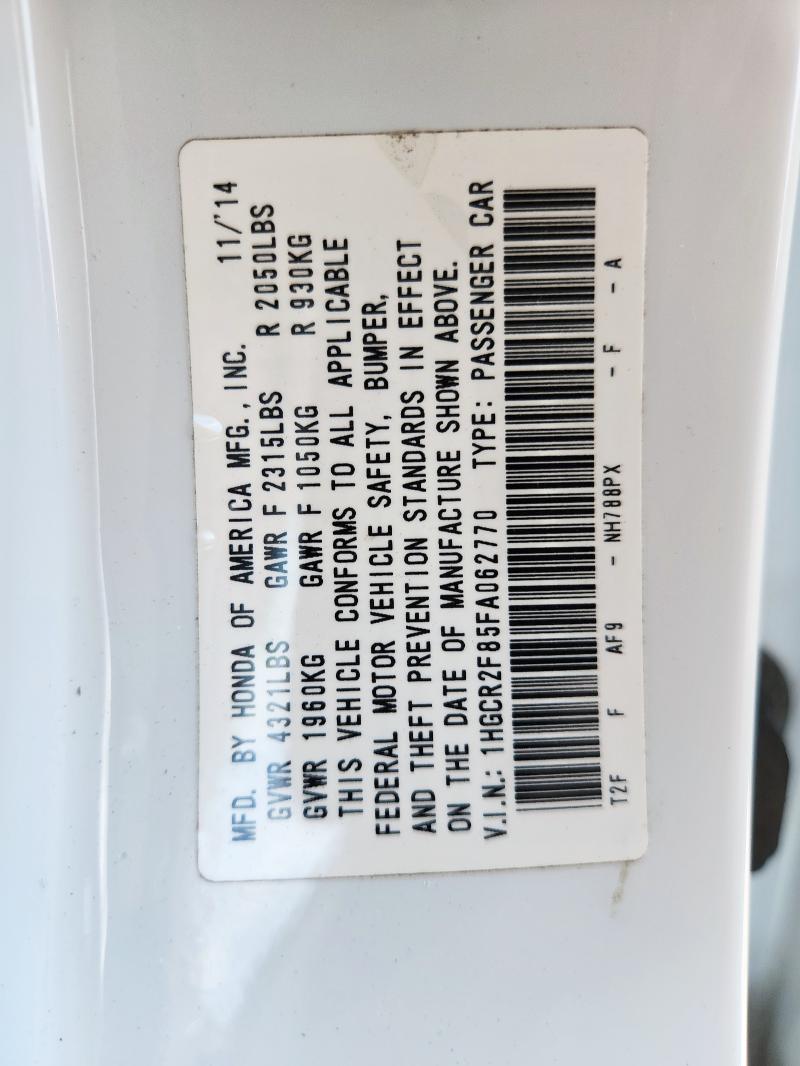 MFD. BY HONDA OF AMERICA MFG., INC. 11/'14
GVWR 4321LBS GAWR F 2315LBS R 2050LBS
GVWR 1960KG GAWR F 1050KG R 930KG
THIS VEHICLE CONFORMS TO ALL APPLICABLE
FEDERAL MOTOR VEHICLE SAFETY, BUMPER,
AND THEFT PREVENTION STANDARDS IN EFFECT
ON THE DATE OF MANUFACTURE SHOWN ABOVE.
V.I.N.: 1HGCR2F85FA062770 TYPE: PASSENGER CAR
T2F F AF9 - NH788PX - F - A